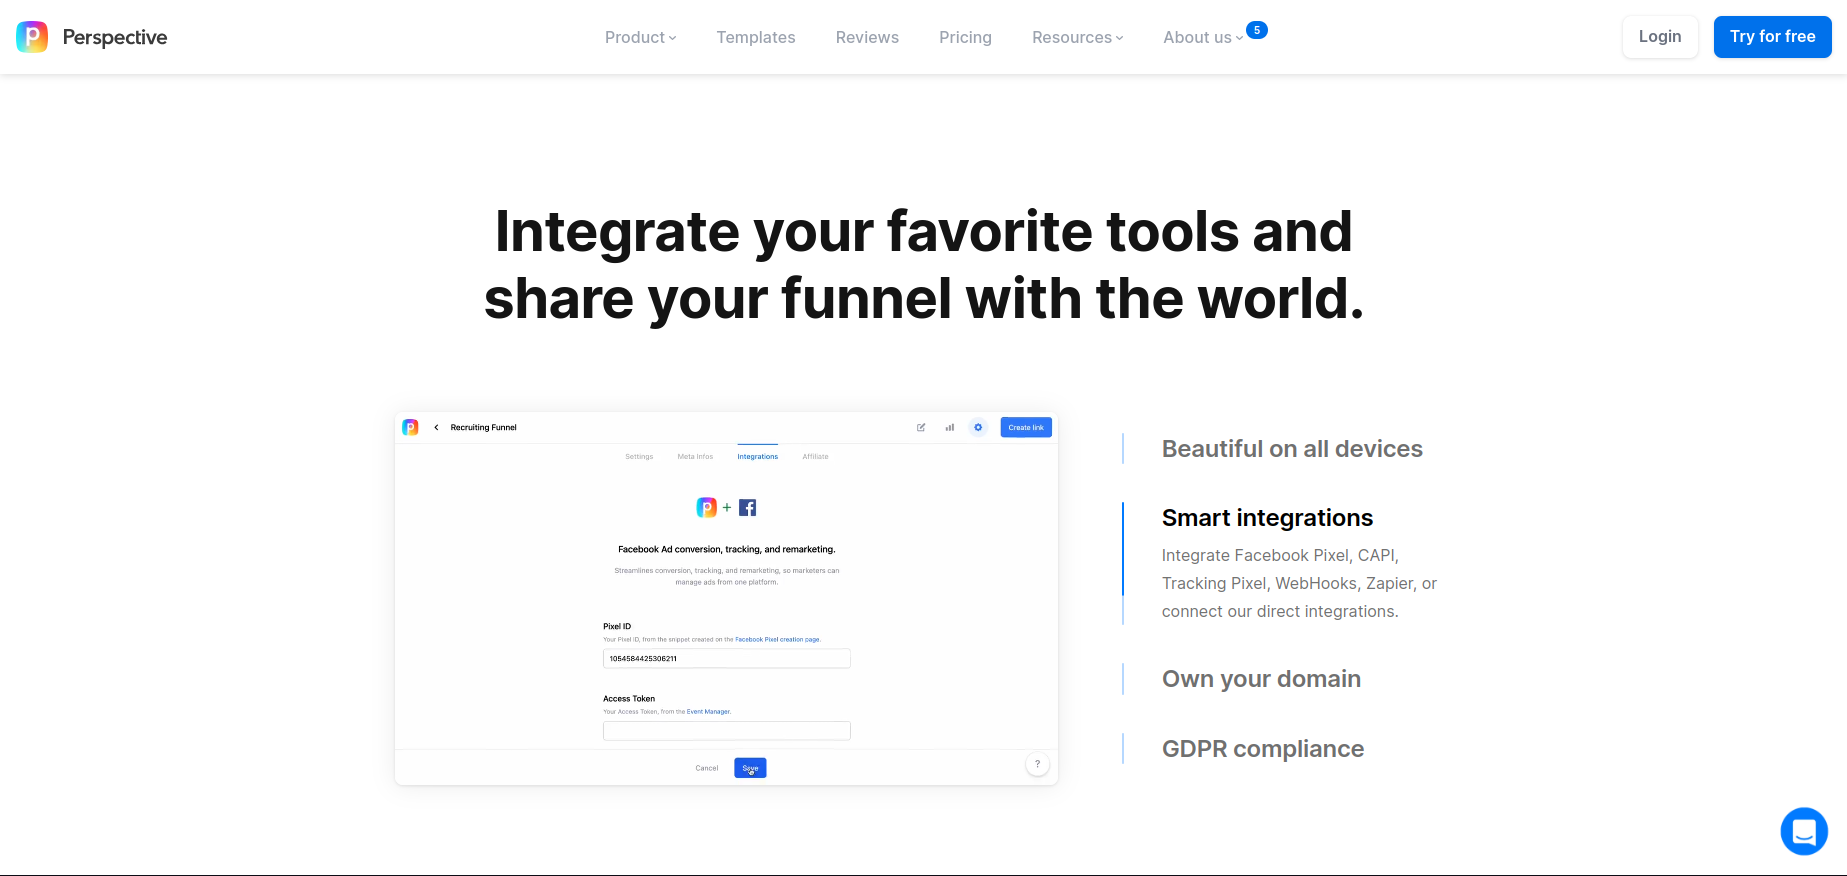 Perspective
Product
Templates
Reviews
Pricing
Resources
About us
5
Login
Try for free
Integrate your favorite tools and
share your funnel with the world.
Recruiting Funnel
Create link
Settings
Meta Infos
Integrations
Affiliate
Facebook Ad conversion, tracking, and remarketing.
Streamlines conversion, tracking, and remarketing, so marketers can
manage ads from one platform.
Pixel ID
Your Pixel ID, from the snippet created on the Facebook Pixel creation page.
1054584425306211
Access Token
Your Access Token, from the Event Manager.
Cancel
Save
?
Beautiful on all devices
Smart integrations
Integrate Facebook Pixel, CAPI,
Tracking Pixel, WebHooks, Zapier, or
connect our direct integrations.
Own your domain
GDPR compliance